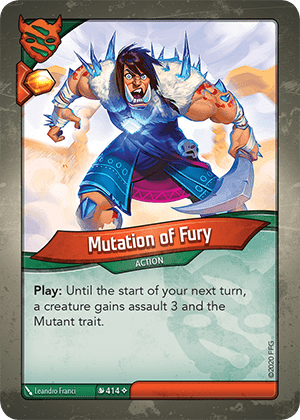 Mutation of Fury
ACTION
Play: Until the start of your next turn,
a creature gains assault 3 and the
Mutant trait.
©2020 FFG
Leandro Franci
414